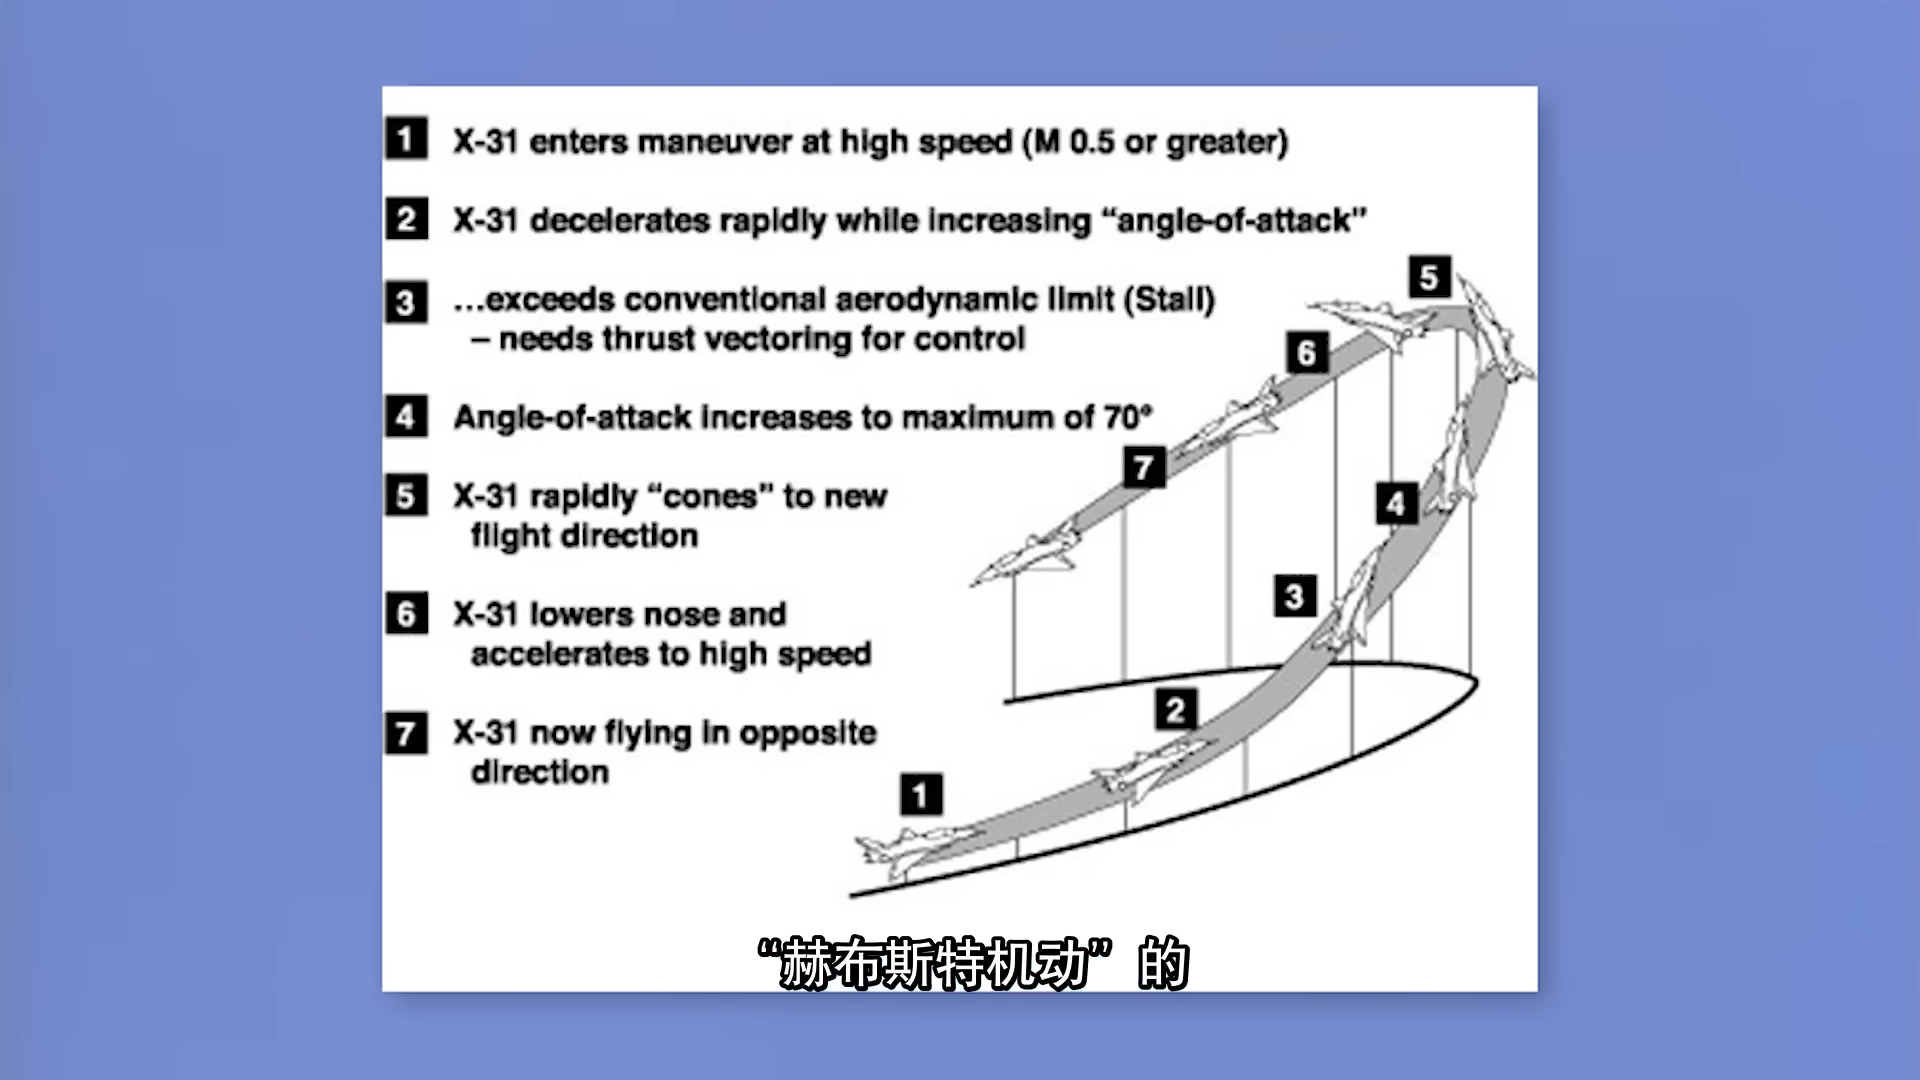 1 X-31 enters maneuver at high speed (M 0.5 or greater)
2 X-31 decelerates rapidly while increasing “angle-of-attack”
3 ...exceeds conventional aerodynamic limit (Stall)
– needs thrust vectoring for control
4 Angle-of-attack increases to maximum of 70°
5 X-31 rapidly “cones” to new
flight direction
6 X-31 lowers nose and
accelerates to high speed
7 X-31 now flying in opposite
direction
5
6
7
4
3
2
1
“赫布斯特机动” 的